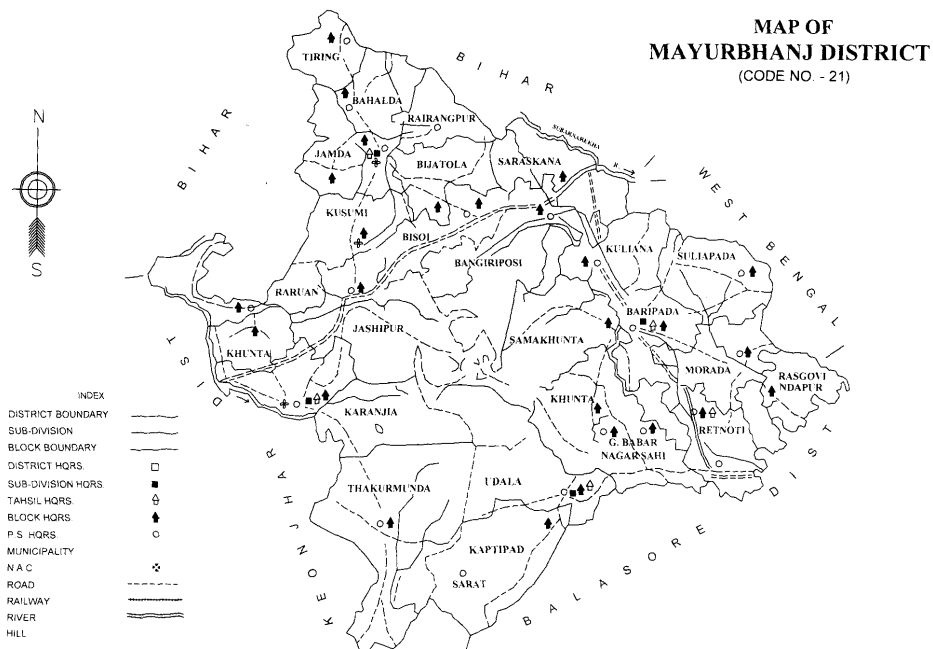 MAP OF
MAYURBHANJ DISTRICT
(CODE NO. - 21)
BIHAR
BIHAR
WEST BENGAL
BALASORE DIST
KEONJHAR
DIST
N
S
SUBARNAREKHA R.
TIRING
BAHALDA
RAIRANGPUR
JAMDA
BIJATOLA
SARASKANA
KUSUMI
BISOI
BANGIRIPOSI
KULIANA
SULIAPADA
RARUAN
BARIPADA
JASHIPUR
SAMAKHUNTA
KHUNTA
MORADA
RASGOVI
NDAPUR
KARANJIA
KHUNTA
RETNOTI
G. BABAR
NAGAR SAHI
THAKURMUNDA
UDALA
KAPTIPAD
SARAT
INDEX
DISTRICT BOUNDARY
SUB-DIVISION
BLOCK BOUNDARY
DISTRICT HQRS.
SUB-DIVISION HQRS.
TAHSIL HQRS.
BLOCK HQRS.
P.S. HQRS.
MUNICIPALITY
N A C
ROAD
RAILWAY
RIVER
HILL